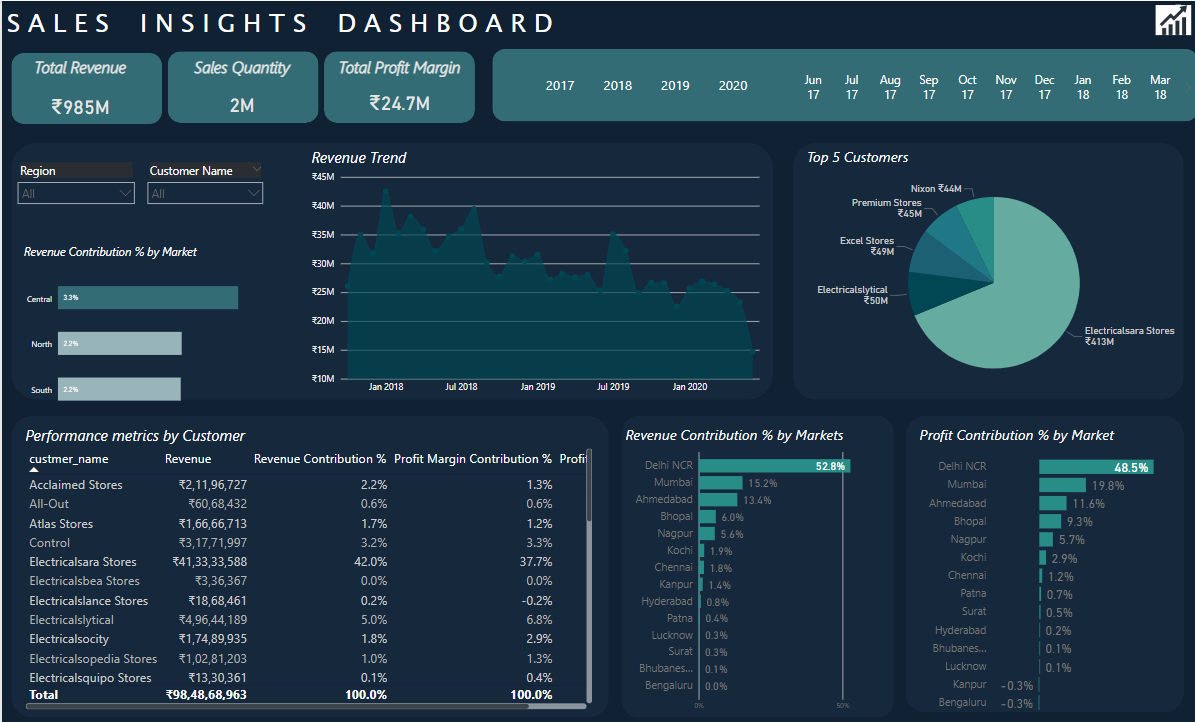 SALES INSIGHTS DASHBOARD
Total Revenue
₹985M
Sales Quantity
2M
Total Profit Margin
₹24.7M
2017 2018 2019 2020
Jun 17 Jul 17 Aug 17 Sep 17 Oct 17 Nov 17 Dec 17 Jan 18 Feb 18 Mar 18
Region
All
Customer Name
All
Revenue Contribution % by Market
Central 3.3%
North 2.2%
South 2.2%
Revenue Trend
₹45M
₹40M
₹35M
₹30M
₹25M
₹20M
₹15M
₹10M
Jan 2018 Jul 2018 Jan 2019 Jul 2019 Jan 2020
Top 5 Customers
Nixon ₹44M
Premium Stores
₹45M
Excel Stores
₹49M
Electricalslytical
₹50M
Electricalsara Stores
₹413M
Performance metrics by Customer
custmer_name Revenue Revenue Contribution % Profit Margin Contribution % Profit
Acclaimed Stores ₹2,11,96,727 2.2% 1.3%
All-Out ₹60,68,432 0.6% 0.6%
Atlas Stores ₹1,66,66,713 1.7% 1.2%
Control ₹3,17,71,997 3.2% 3.3%
Electricalsara Stores ₹41,33,33,588 42.0% 37.7%
Electricalsbea Stores ₹3,36,367 0.0% 0.0%
Electricalslance Stores ₹18,68,461 0.2% -0.2%
Electricalslytical ₹4,96,44,189 5.0% 6.8%
Electricalsocity ₹1,74,89,935 1.8% 2.9%
Electricalsopedia Stores ₹1,02,81,203 1.0% 1.3%
Electricalsquipo Stores ₹13,30,361 0.1% 0.4%
Total ₹98,48,68,963 100.0% 100.0%
Revenue Contribution % by Markets
Delhi NCR 52.8%
Mumbai 15.2%
Ahmedabad 13.4%
Bhopal 6.0%
Nagpur 5.6%
Kochi 1.9%
Chennai 1.8%
Kanpur 1.4%
Hyderabad 0.8%
Patna 0.4%
Lucknow 0.3%
Surat 0.3%
Bhubanes... 0.1%
Bengaluru 0.0%
0% 50%
Profit Contribution % by Market
Delhi NCR 48.5%
Mumbai 19.8%
Ahmedabad 11.6%
Bhopal 9.3%
Nagpur 5.7%
Kochi 2.9%
Chennai 1.2%
Patna 0.7%
Surat 0.5%
Hyderabad 0.2%
Bhubanes... 0.1%
Lucknow 0.1%
Kanpur -0.3%
Bengaluru -0.3%